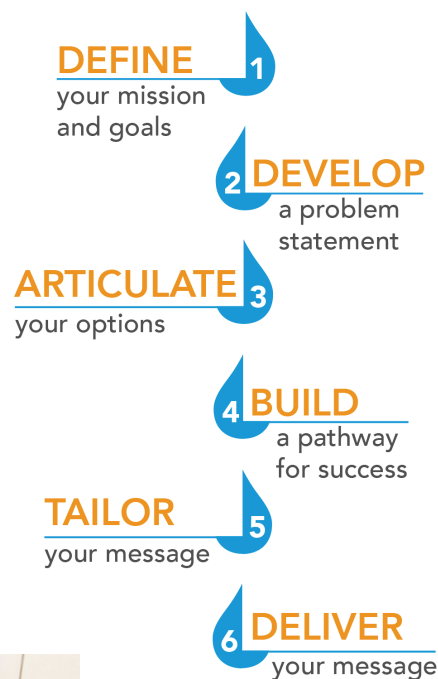 1
DEFINE
your mission
and goals
2
DEVELOP
a problem
statement
ARTICULATE
3
your options
4
BUILD
a pathway
for success
TAILOR
5
your message
6
DELIVER
your message